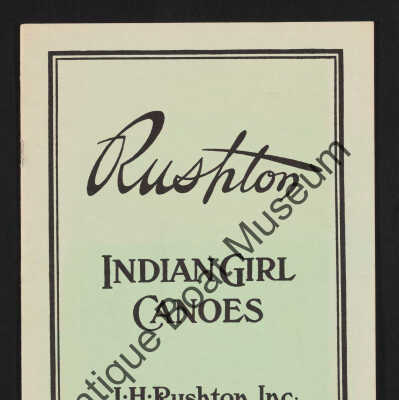 Rushton
INDIAN GIRL
CANOES
J·H·Rushton Inc.
Antique Boat Museum